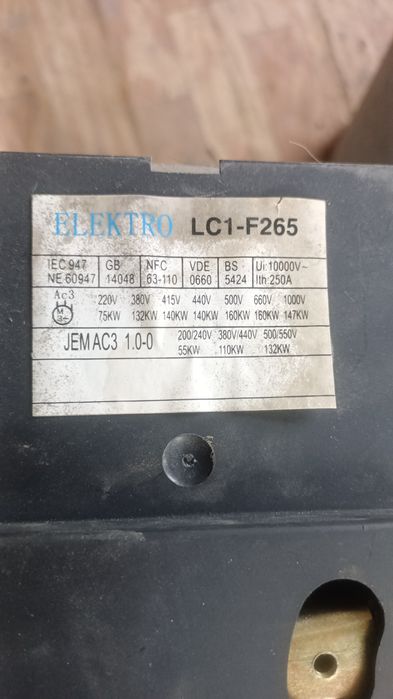 ELEKTRO LC1-F265
IEC 947 GB NFC VDE BS Ui:10000V~
NE 60947 14048 63-110 0660 5424 Ith:250A
Ac3 220V 380V 415V 440V 500V 660V 1000V
M 3~ 75KW 132KW 140KW 140KW 160KW 160KW 147KW
JEM AC3 1.0-0 200/240V 380V/440V 500/550V
55KW 110KW 132KW